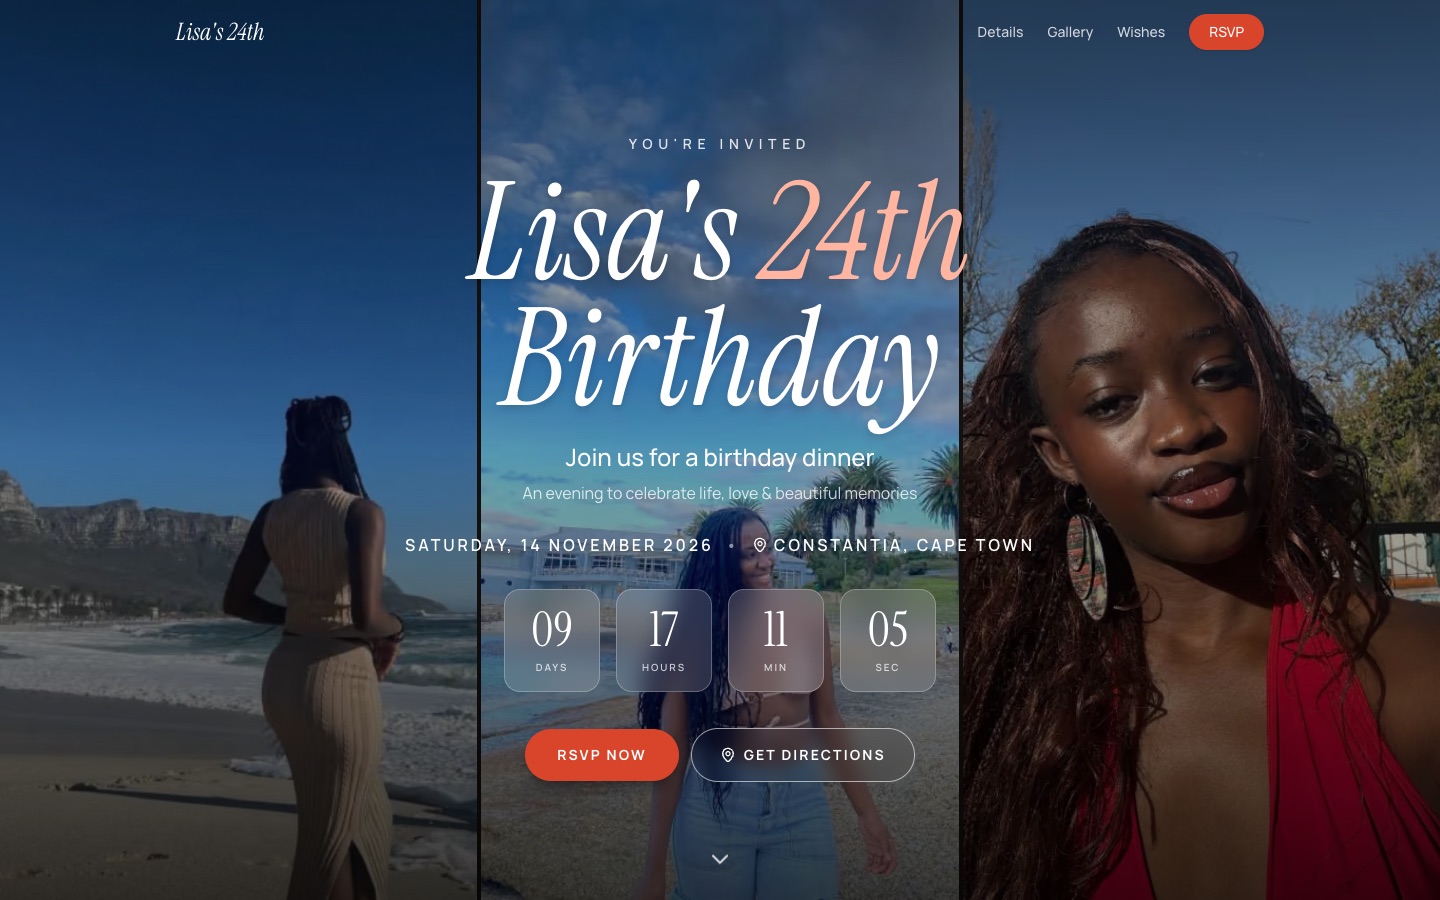 Lisa's 24th
Details Gallery Wishes RSVP
YOU'RE INVITED
Lisa's 24th
Birthday
Join us for a birthday dinner
An evening to celebrate life, love & beautiful memories
SATURDAY, 14 NOVEMBER 2026 • CONSTANTIA, CAPE TOWN
09 17 11 05
DAYS HOURS MIN SEC
RSVP NOW GET DIRECTIONS